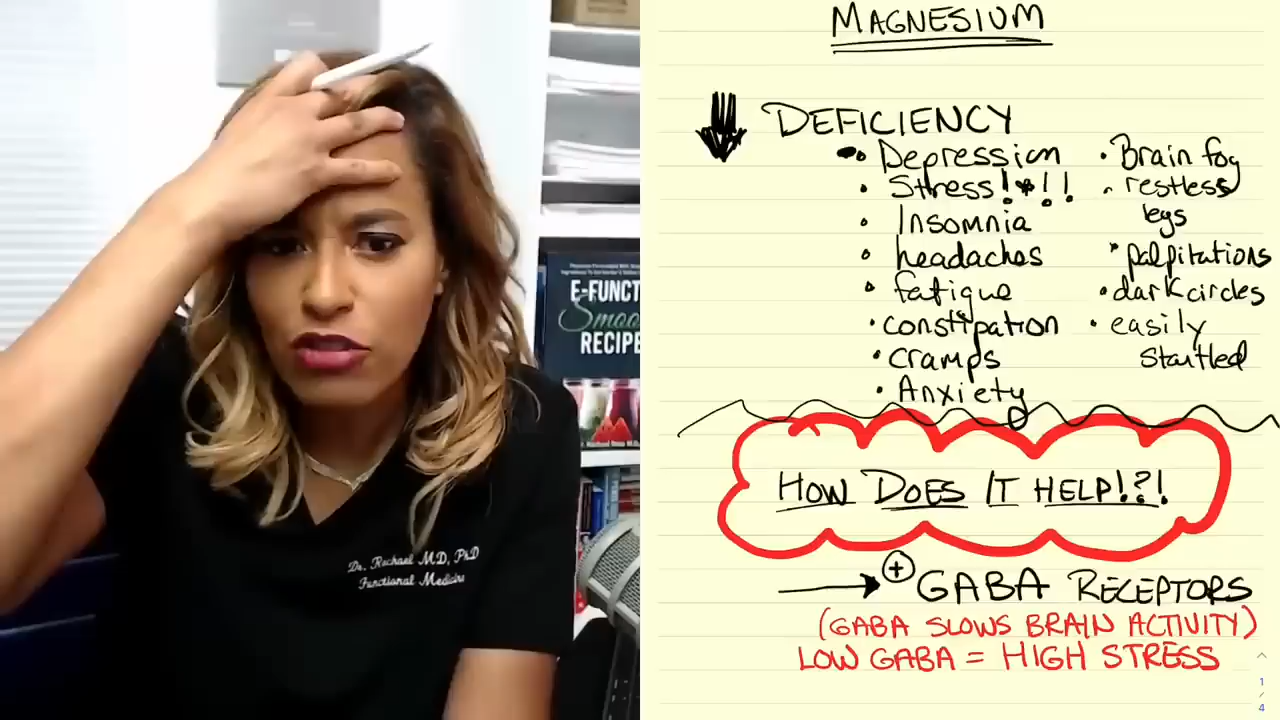 MAGNESIUM
DEFICIENCY
• Depression
• Stress!*!!
• Insomnia
• headaches
• fatigue
• constipation
• cramps
• Anxiety
• Brain fog
• restless
legs
• palpitations
• dark circles
• easily
startled
HOW DOES IT HELP!?!
+ GABA RECEPTORS
(GABA SLOWS BRAIN ACTIVITY)
LOW GABA = HIGH STRESS
1
/
4
E-FUNCT
Smoo
RECIPE
Dr. Rachael MD, PhD
Functional Medicine